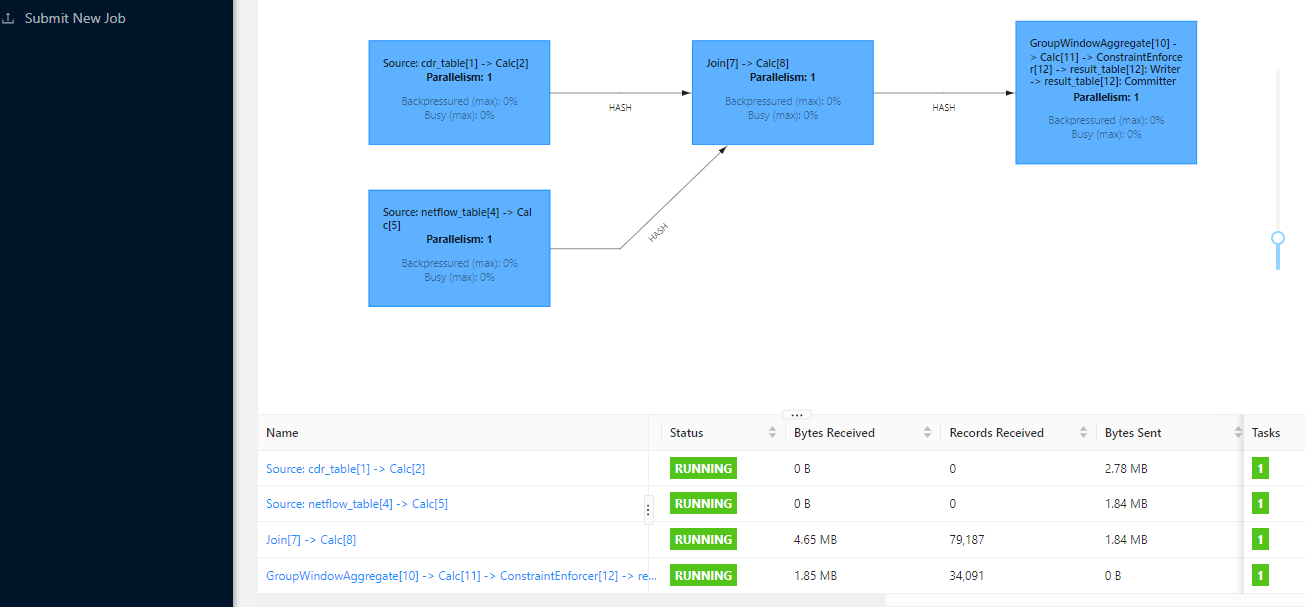 Submit New Job
Source: cdr_table[1] -> Calc[2]
Parallelism: 1
Backpressured (max): 0%
Busy (max): 0%
HASH
Join[7] -> Calc[8]
Parallelism: 1
Backpressured (max): 0%
Busy (max): 0%
HASH
GroupWindowAggregate[10] -
> Calc[11] -> ConstraintEnforce
r[12] -> result_table[12]: Writer
-> result_table[12]: Committer
Parallelism: 1
Backpressured (max): 0%
Busy (max): 0%
Source: netflow_table[4] -> Cal
c[5]
Parallelism: 1
Backpressured (max): 0%
Busy (max): 0%
HASH
Name Status Bytes Received Records Received Bytes Sent Tasks
Source: cdr_table[1] -> Calc[2] RUNNING 0 B 0 2.78 MB 1
Source: netflow_table[4] -> Calc[5] RUNNING 0 B 0 1.84 MB 1
Join[7] -> Calc[8] RUNNING 4.65 MB 79,187 1.84 MB 1
GroupWindowAggregate[10] -> Calc[11] -> ConstraintEnforcer[12] -> re... RUNNING 1.85 MB 34,091 0 B 1